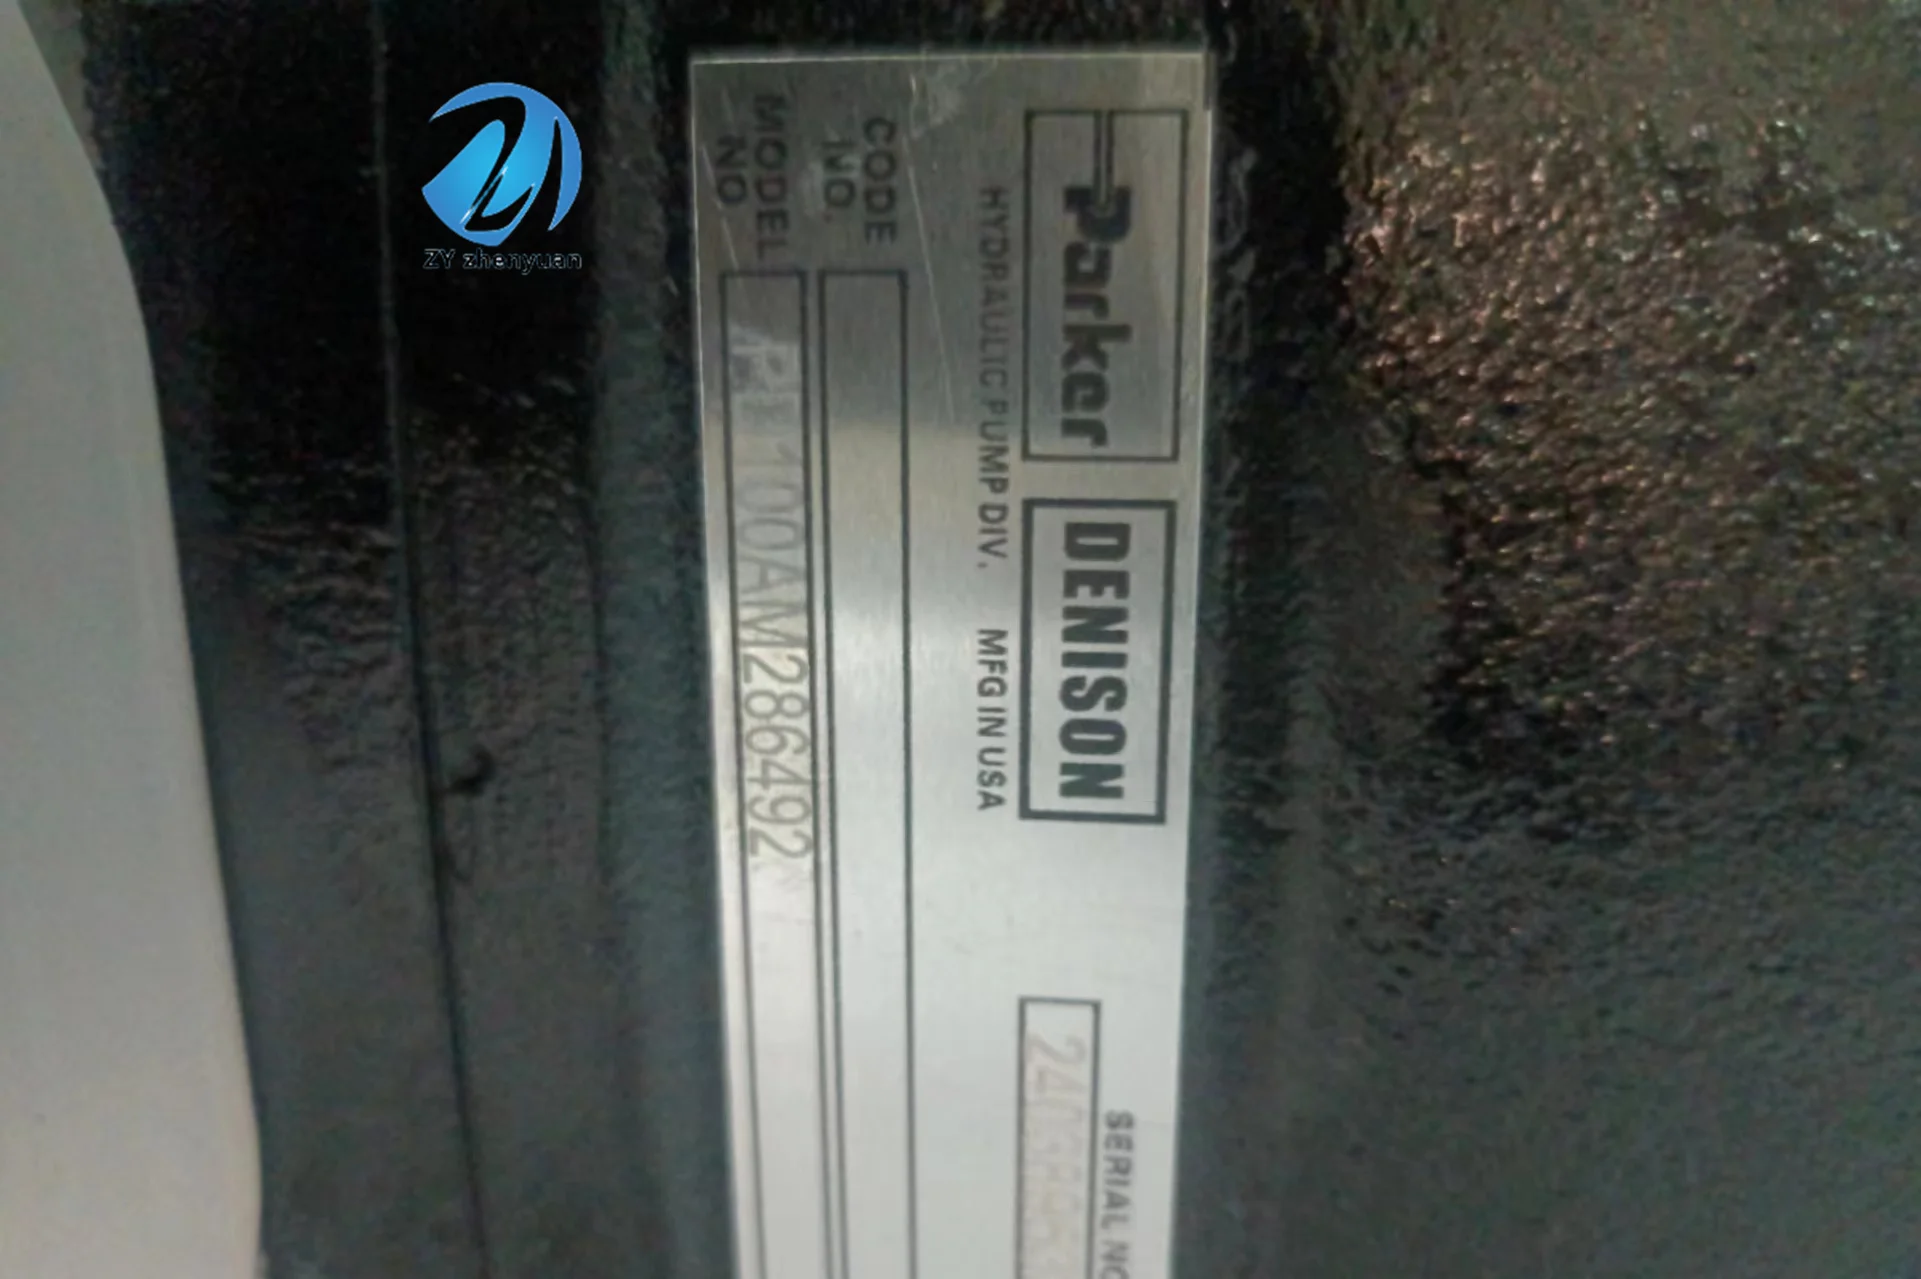 ZY zhenyuan
Parker DENISON
HYDRAULIC PUMP DIV. MFG IN USA
SERIAL NO
CODE NO.
MODEL NO 100AM286492